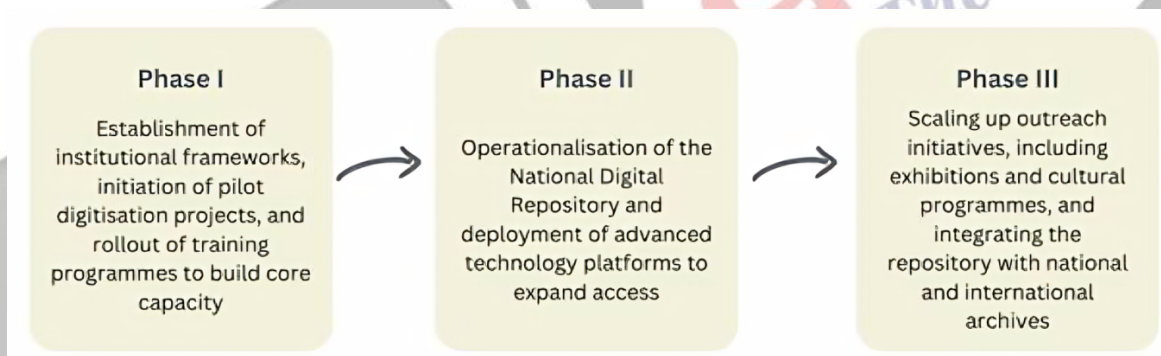 Phase I
Establishment of
institutional frameworks,
initiation of pilot
digitisation projects, and
rollout of training
programmes to build core
capacity
Phase II
Operationalisation of the
National Digital
Repository and
deployment of advanced
technology platforms to
expand access
Phase III
Scaling up outreach
initiatives, including
exhibitions and cultural
programmes, and
integrating the
repository with national
and international
archives